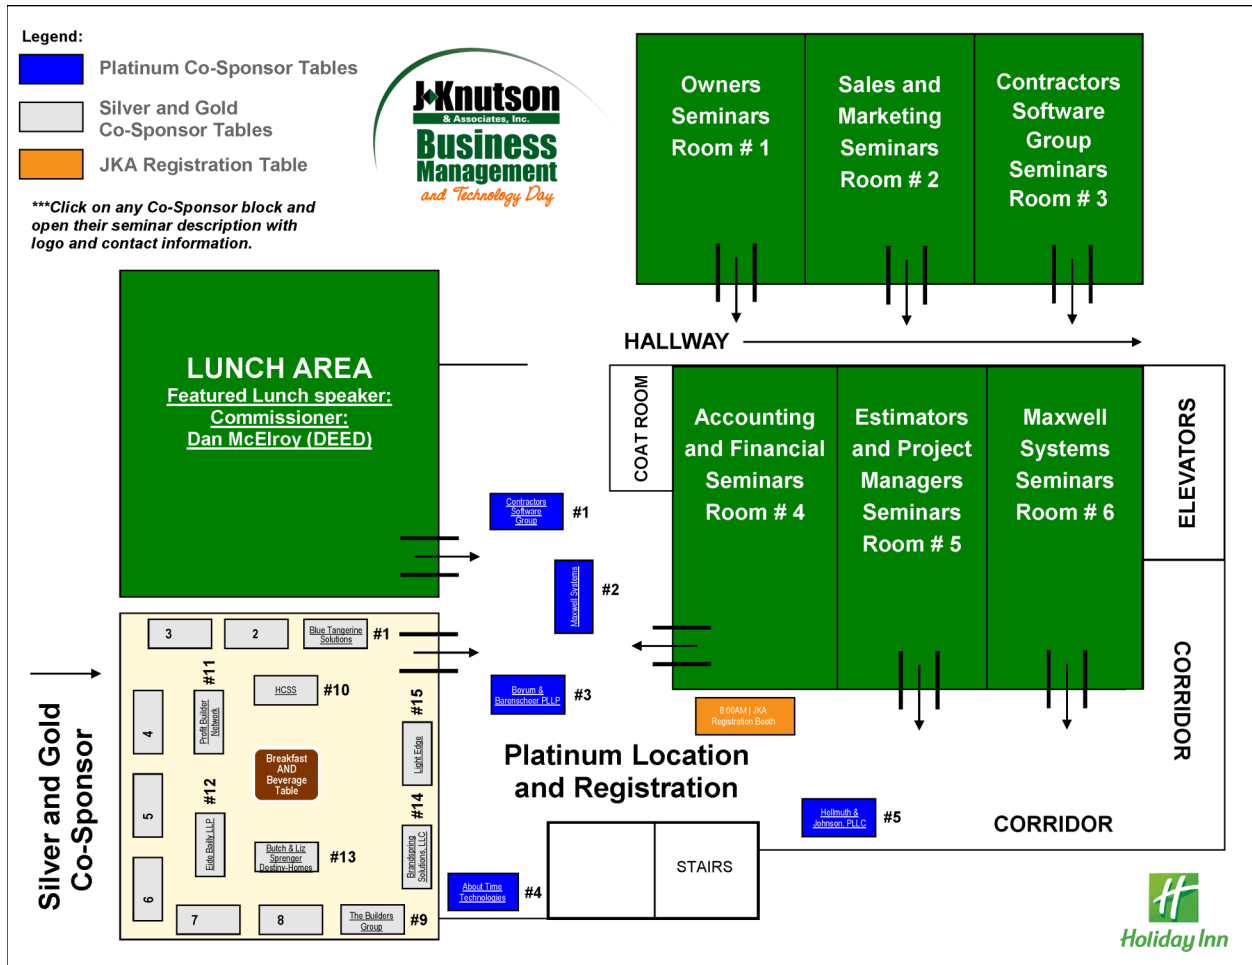 Legend:
Platinum Co-Sponsor Tables
Silver and Gold
Co-Sponsor Tables
JKA Registration Table
***Click on any Co-Sponsor block and
open their seminar description with
logo and contact information.
J Knutson
& Associates, Inc.
Business
Management
and Technology Day
Owners
Seminars
Room # 1
Sales and
Marketing
Seminars
Room # 2
Contractors
Software
Group
Seminars
Room # 3
HALLWAY
LUNCH AREA
Featured Lunch speaker:
Commissioner:
Dan McElroy (DEED)
COAT ROOM
Accounting
and Financial
Seminars
Room # 4
Estimators
and Project
Managers
Seminars
Room # 5
Maxwell
Systems
Seminars
Room # 6
ELEVATORS
CORRIDOR
Contractors
Software
Group
#1
Maxwell Systems
#2
Boyum &
Barenscheer PLLP
#3
8:00AM | JKA
Registration Booth
Platinum Location
and Registration
Hellmuth &
Johnson, PLLC
#5
CORRIDOR
STAIRS
About Time
Technologies
#4
Silver and Gold
Co-Sponsor
3
2
Blue Tangerine
Solutions
#1
#11
HCSS
#10
#15
4
Profit Builder
Network
Light Edge
Breakfast
AND
Beverage
Table
5
#12
#14
Eide Bailly LLP
Butch & Liz
Sprenger
Destiny-Homes
#13
Brandspring
Solutions, LLC
6
7
8
The Builders
Group
#9
H
Holiday Inn